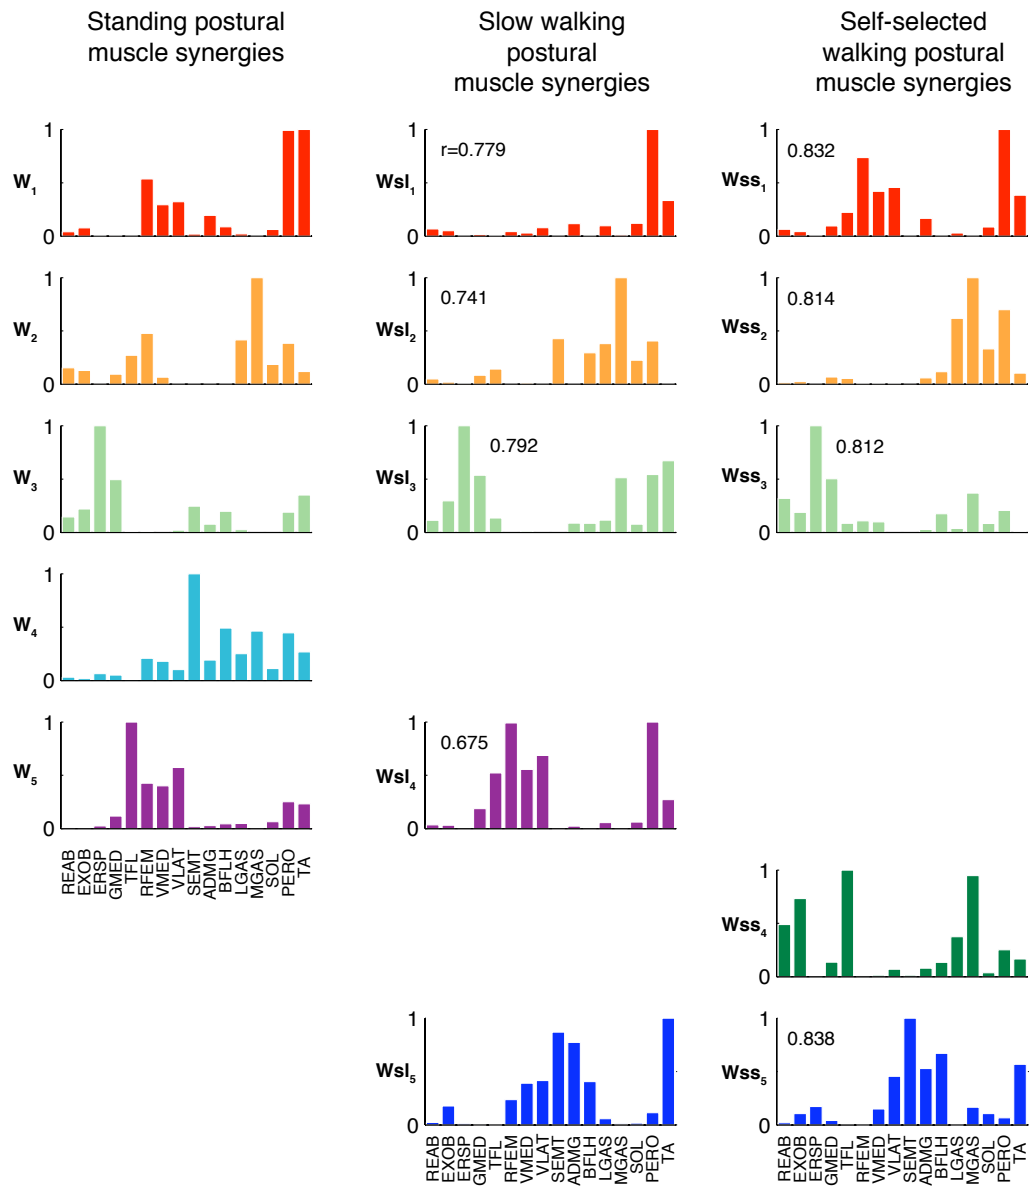 Standing postural
muscle synergies
Slow walking
postural
muscle synergies
Self-selected
walking postural
muscle synergies
1
0
W1
1
0
Wsl1
r=0.779
1
0
Wss1
0.832
1
0
W2
1
0
Wsl2
0.741
1
0
Wss2
0.814
1
0
W3
1
0
Wsl3
0.792
1
0
Wss3
0.812
1
0
W4
1
0
W5
1
0
Wsl4
0.675
REAB
EXOB
ERSP
GMED
TFL
RFEM
VMED
VLAT
SEMT
ADMG
BFLH
LGAS
MGAS
SOL
PERO
TA
1
0
Wss4
1
0
Wsl5
1
0
Wss5
0.838
REAB
EXOB
ERSP
GMED
TFL
RFEM
VMED
VLAT
SEMT
ADMG
BFLH
LGAS
MGAS
SOL
PERO
TA
REAB
EXOB
ERSP
GMED
TFL
RFEM
VMED
VLAT
SEMT
ADMG
BFLH
LGAS
MGAS
SOL
PERO
TA